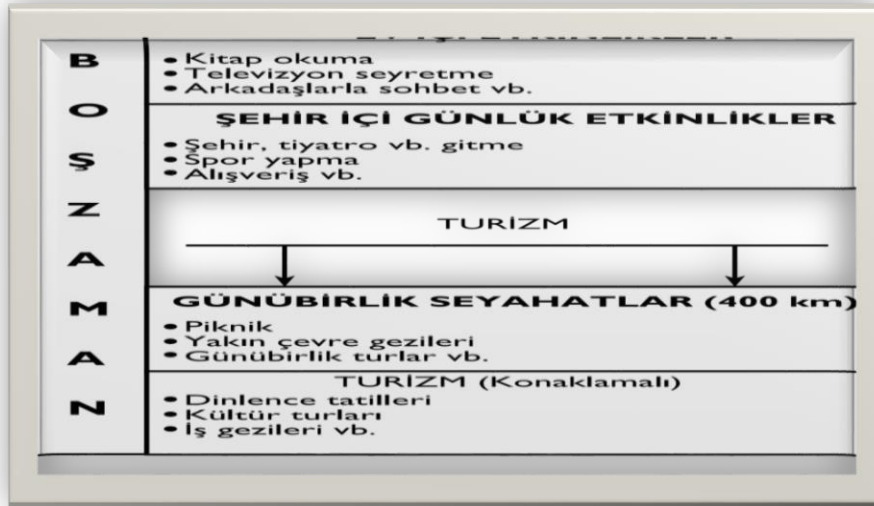 BOŞ ZAMAN
• Kitap okuma
• Televizyon seyretme
• Arkadaşlarla sohbet vb.
ŞEHİR İÇİ GÜNLÜK ETKİNLİKLER
• Şehir, tiyatro vb. gitme
• Spor yapma
• Alışveriş vb.
TURİZM
GÜNÜBİRLİK SEYAHATLAR (400 km)
• Piknik
• Yakın çevre gezileri
• Günübirlik turlar vb.
TURİZM (Konaklamalı)
• Dinlence tatilleri
• Kültür turları
• İş gezileri vb.